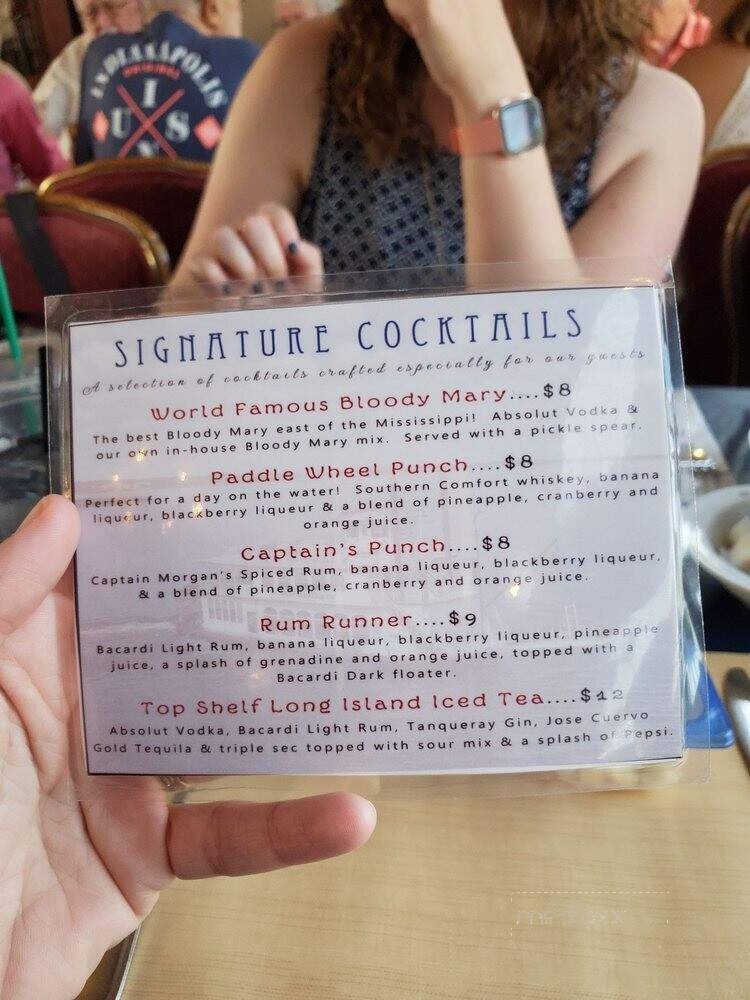 INDIANAPOLIS
ORIGINAL
I
U S
SIGNATURE COCKTAILS
A selection of cocktails crafted especially for our guests
World Famous Bloody Mary....$8
The best Bloody Mary east of the Mississippi! Absolut Vodka &
our own in-house Bloody Mary mix. Served with a pickle spear.
Paddle Wheel Punch....$8
Perfect for a day on the water! Southern Comfort whiskey, banana
liqueur, blackberry liqueur & a blend of pineapple, cranberry and
orange juice.
Captain's Punch....$8
Captain Morgan's Spiced Rum, banana liqueur, blackberry liqueur,
& a blend of pineapple, cranberry and orange juice.
Rum Runner....$9
Bacardi Light Rum, banana liqueur, blackberry liqueur, pineapple
juice, a splash of grenadine and orange juice, topped with a
Bacardi Dark floater.
Top Shelf Long Island Iced Tea....$12
Absolut Vodka, Bacardi Light Rum, Tanqueray Gin, Jose Cuervo
Gold Tequila & triple sec topped with sour mix & a splash of Pepsi.